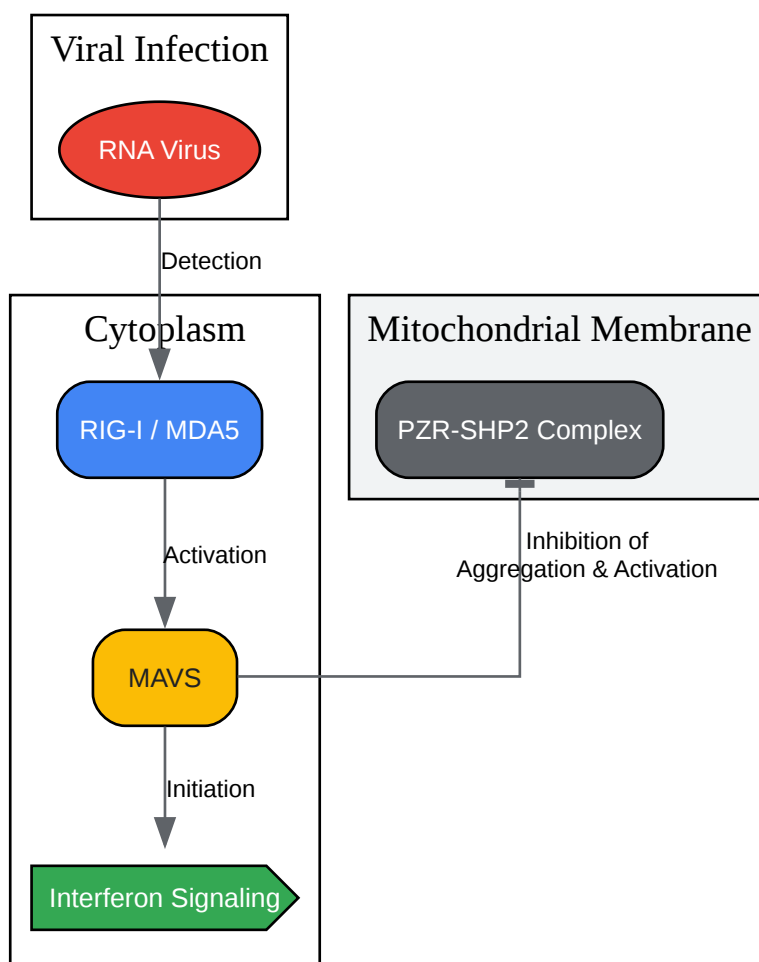 Viral Infection
RNA Virus
Detection
Cytoplasm
Mitochondrial Membrane
RIG-I / MDA5
PZR-SHP2 Complex
Activation
Inhibition of
Aggregation & Activation
MAVS
Initiation
Interferon Signaling